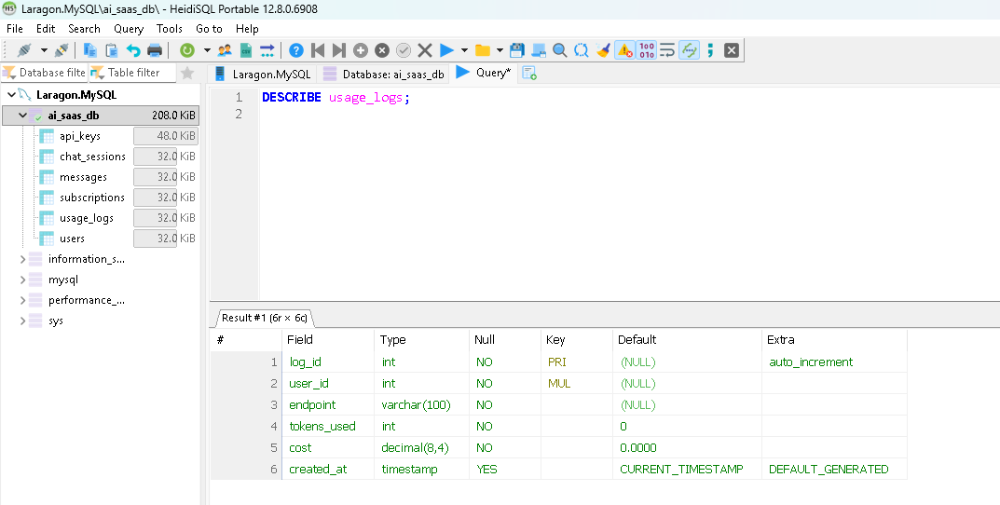 Laragon.MySQL\ai_saas_db\ - HeidiSQL Portable 12.8.0.6908
File Edit Search Query Tools Go to Help
Database filte Table filter
Laragon.MySQL Database: ai_saas_db Query*
Laragon.MySQL
ai_saas_db 208.0 KiB
api_keys 48.0 KiB
chat_sessions 32.0 KiB
messages 32.0 KiB
subscriptions 32.0 KiB
usage_logs 32.0 KiB
users 32.0 KiB
information_s...
mysql
performance_...
sys
1 DESCRIBE usage_logs;
2
Result #1 (6r × 6c)
# Field Type Null Key Default Extra
1 log_id int NO PRI (NULL) auto_increment
2 user_id int NO MUL (NULL)
3 endpoint varchar(100) NO (NULL)
4 tokens_used int NO 0
5 cost decimal(8,4) NO 0.0000
6 created_at timestamp YES CURRENT_TIMESTAMP DEFAULT_GENERATED